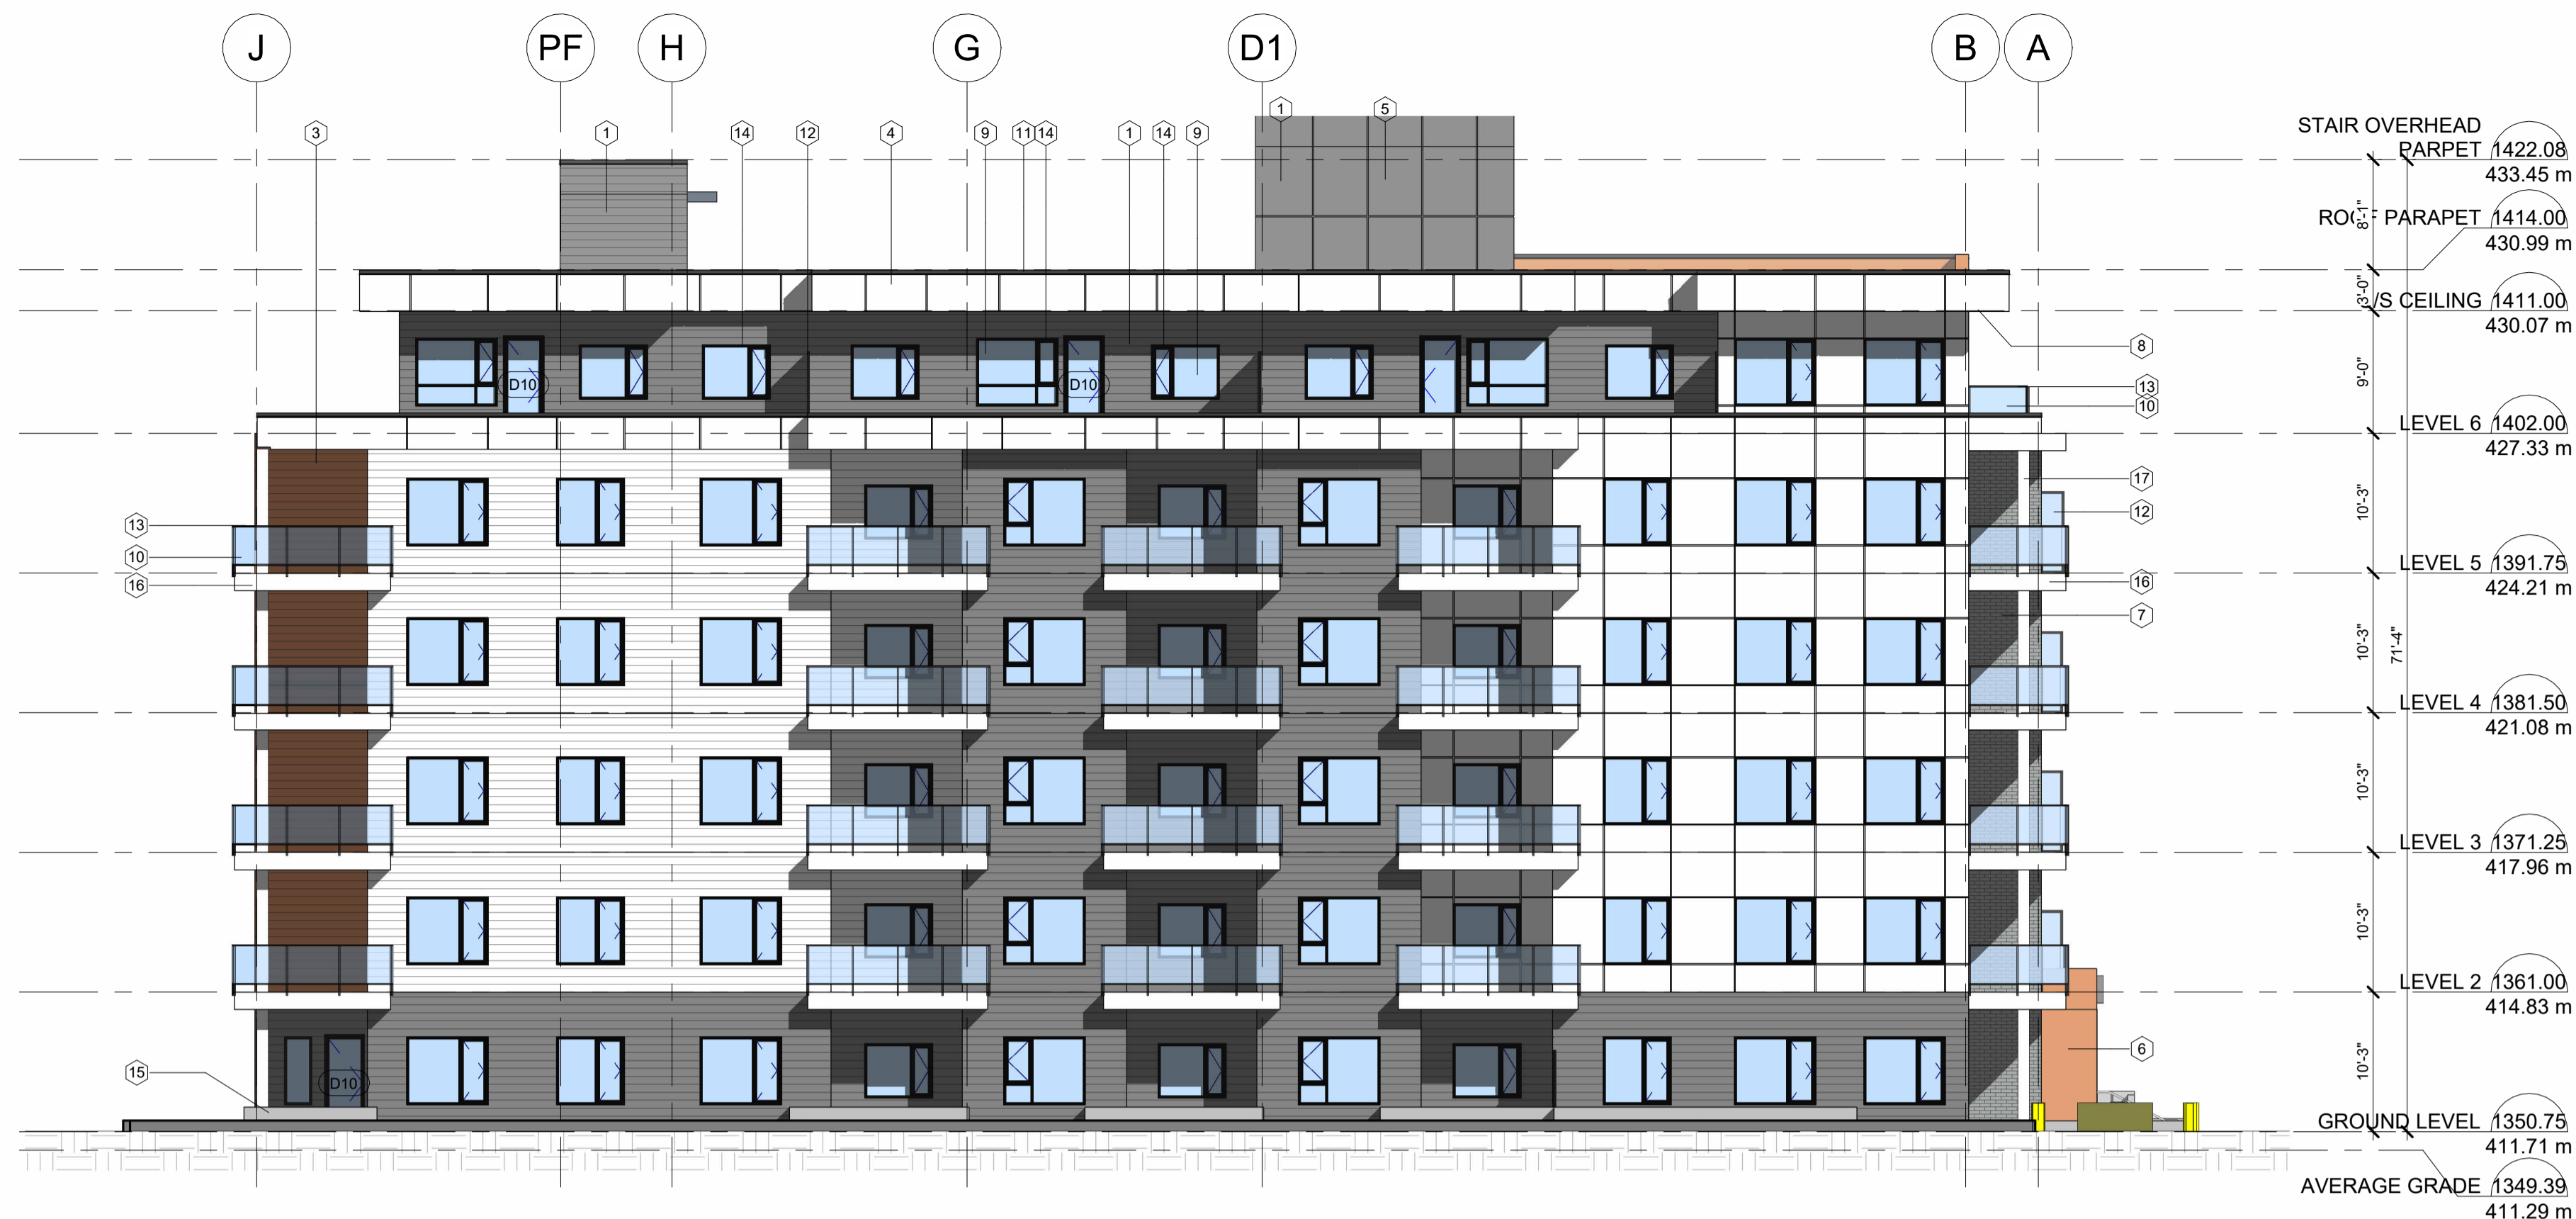 J PF H G D1 B A
3 1 14 12 4 9 11 14 1 14 9 1 5
STAIR OVERHEAD
PARPET 1422.08
433.45 m
8'-1"
PARAPET 1414.00
430.99 m
3'-0"
/S CEILING 1411.00
430.07 m
8
9'-0"
D10 D10
13
10
LEVEL 6 1402.00
427.33 m
17
10'-3"
12
13
10
16
LEVEL 5 1391.75
424.21 m
16
7
10'-3"
71'-4"
LEVEL 4 1381.50
421.08 m
10'-3"
LEVEL 3 1371.25
417.96 m
10'-3"
LEVEL 2 1361.00
414.83 m
6
10'-3"
15
D10
GROUND LEVEL 1350.75
411.71 m
AVERAGE GRADE 1349.39
411.29 m